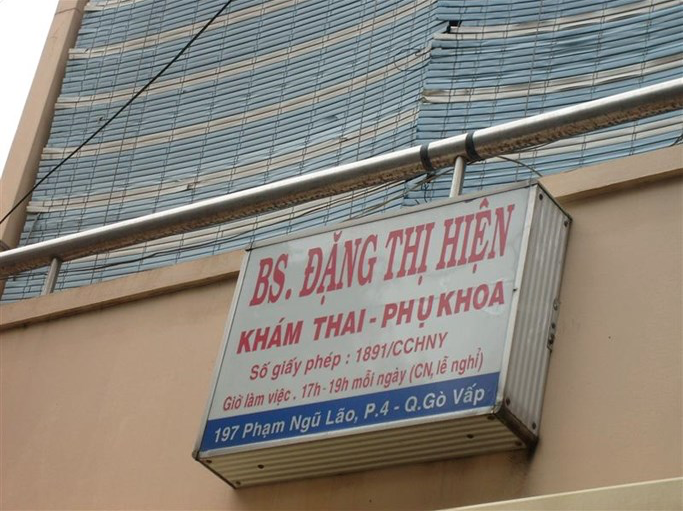 BS. ĐẶNG THỊ HIỆN
KHÁM THAI - PHỤ KHOA
Số giấy phép : 1891/CCHNY
Giờ làm việc . 17h - 19h mỗi ngày (CN, lễ nghỉ)
197 Phạm Ngũ Lão, P.4 - Q.Gò Vấp